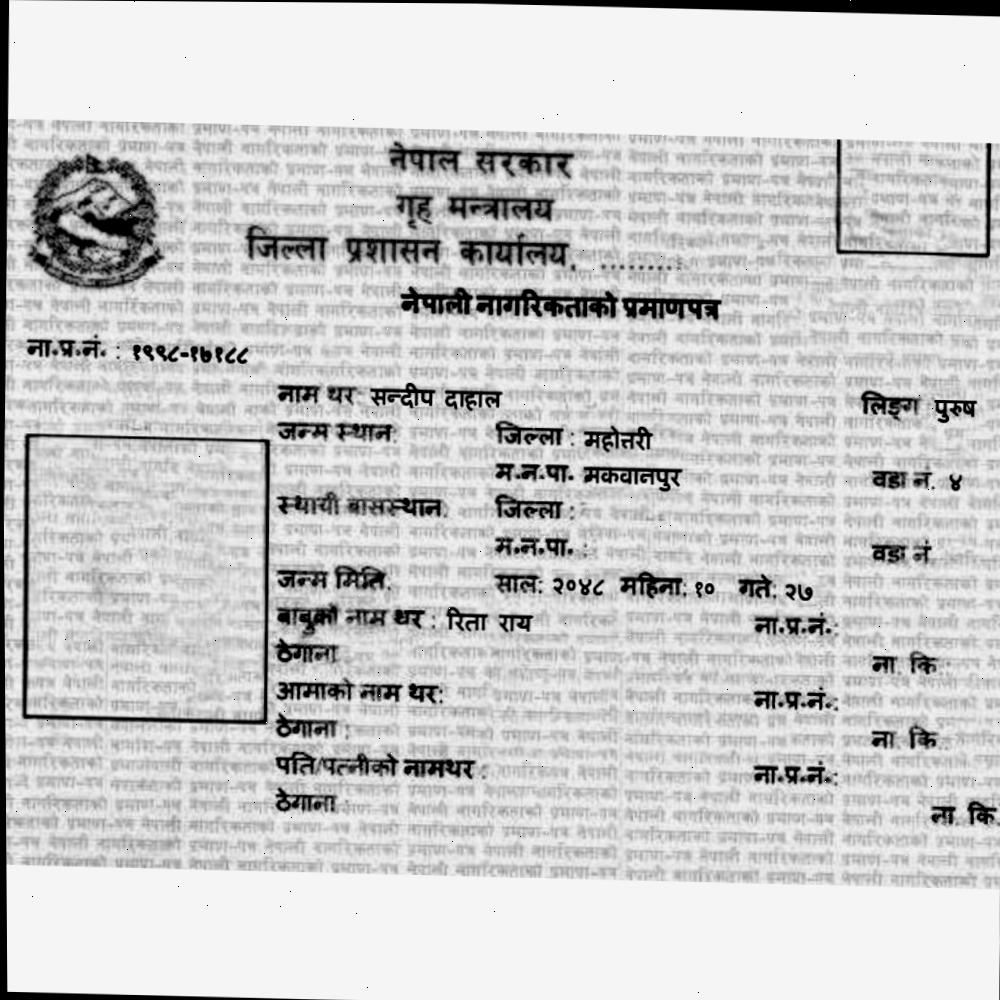 नेपाल सरकार
गृह मन्त्रालय
जिल्ला प्रशासन कार्यालय, .........
नेपाली नागरिकताको प्रमाणपत्र
ना.प्र.नं. : १९९८-१७१८८
नाम थर: सन्दीप दाहाल लिङ्ग पुरुष
जन्म स्थान: जिल्ला : महोत्तरी
म.न.पा. मकवानपुर वडा नं. ४
स्थायी बासस्थान: जिल्ला :
म.न.पा. : वडा नं
जन्म मिति: साल: २०४८ महिना: १० गते: २७
बाबुको नाम थर : रिता राय ना.प्र.नं.:
ठेगाना ना. कि :
आमाको नाम थर: ना.प्र.नं.:
ठेगाना : ना. कि :
पति/पत्नीको नामथर : ना.प्र.नं.:
ठेगाना : ना. कि